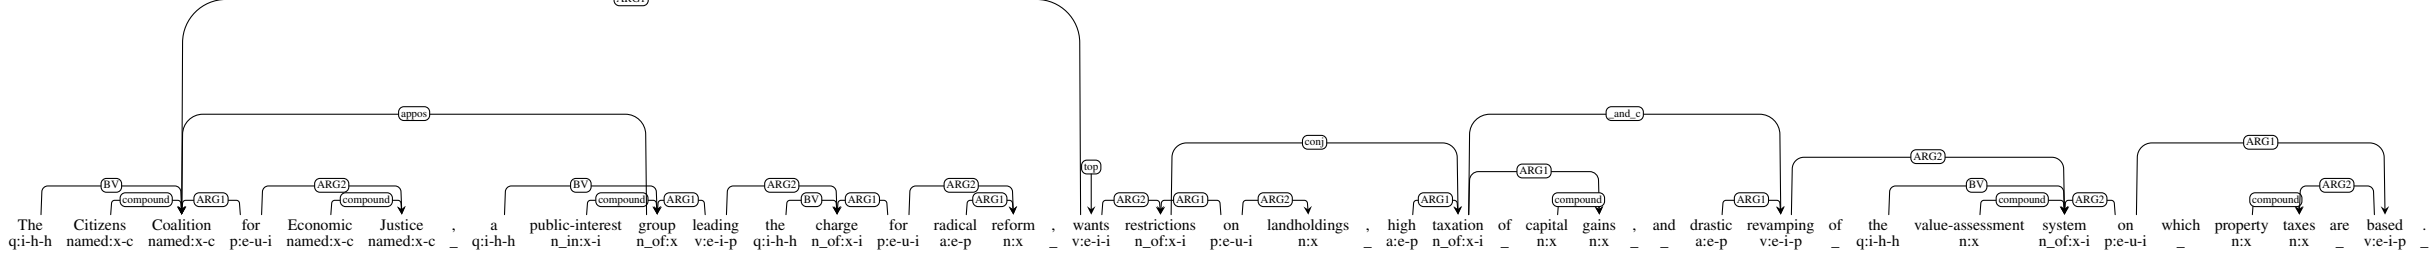 ARG1
appos _and_c
conj ARG1
ARG2
top ARG1
BV ARG2 BV ARG2 ARG2 BV ARG2
compound ARG1 compound compound ARG1 BV ARG1 ARG1 ARG2 ARG1 ARG2 ARG1 compound ARG1 compound ARG2 compound
The Citizens Coalition for Economic Justice , a public-interest group leading the charge for radical reform , wants restrictions on landholdings , high taxation of capital gains , and drastic revamping of the value-assessment system on which property taxes are based .
q:i-h-h named:x-c named:x-c p:e-u-i named:x-c named:x-c _ q:i-h-h n_in:x-i n_of:x v:e-i-p q:i-h-h n_of:x-i p:e-u-i a:e-p n:x _ v:e-i-i n_of:x-i p:e-u-i n:x _ a:e-p n_of:x-i _ n:x n:x _ _ a:e-p v:e-i-p _ q:i-h-h n:x n_of:x-i p:e-u-i _ n:x n:x _ v:e-i-p _